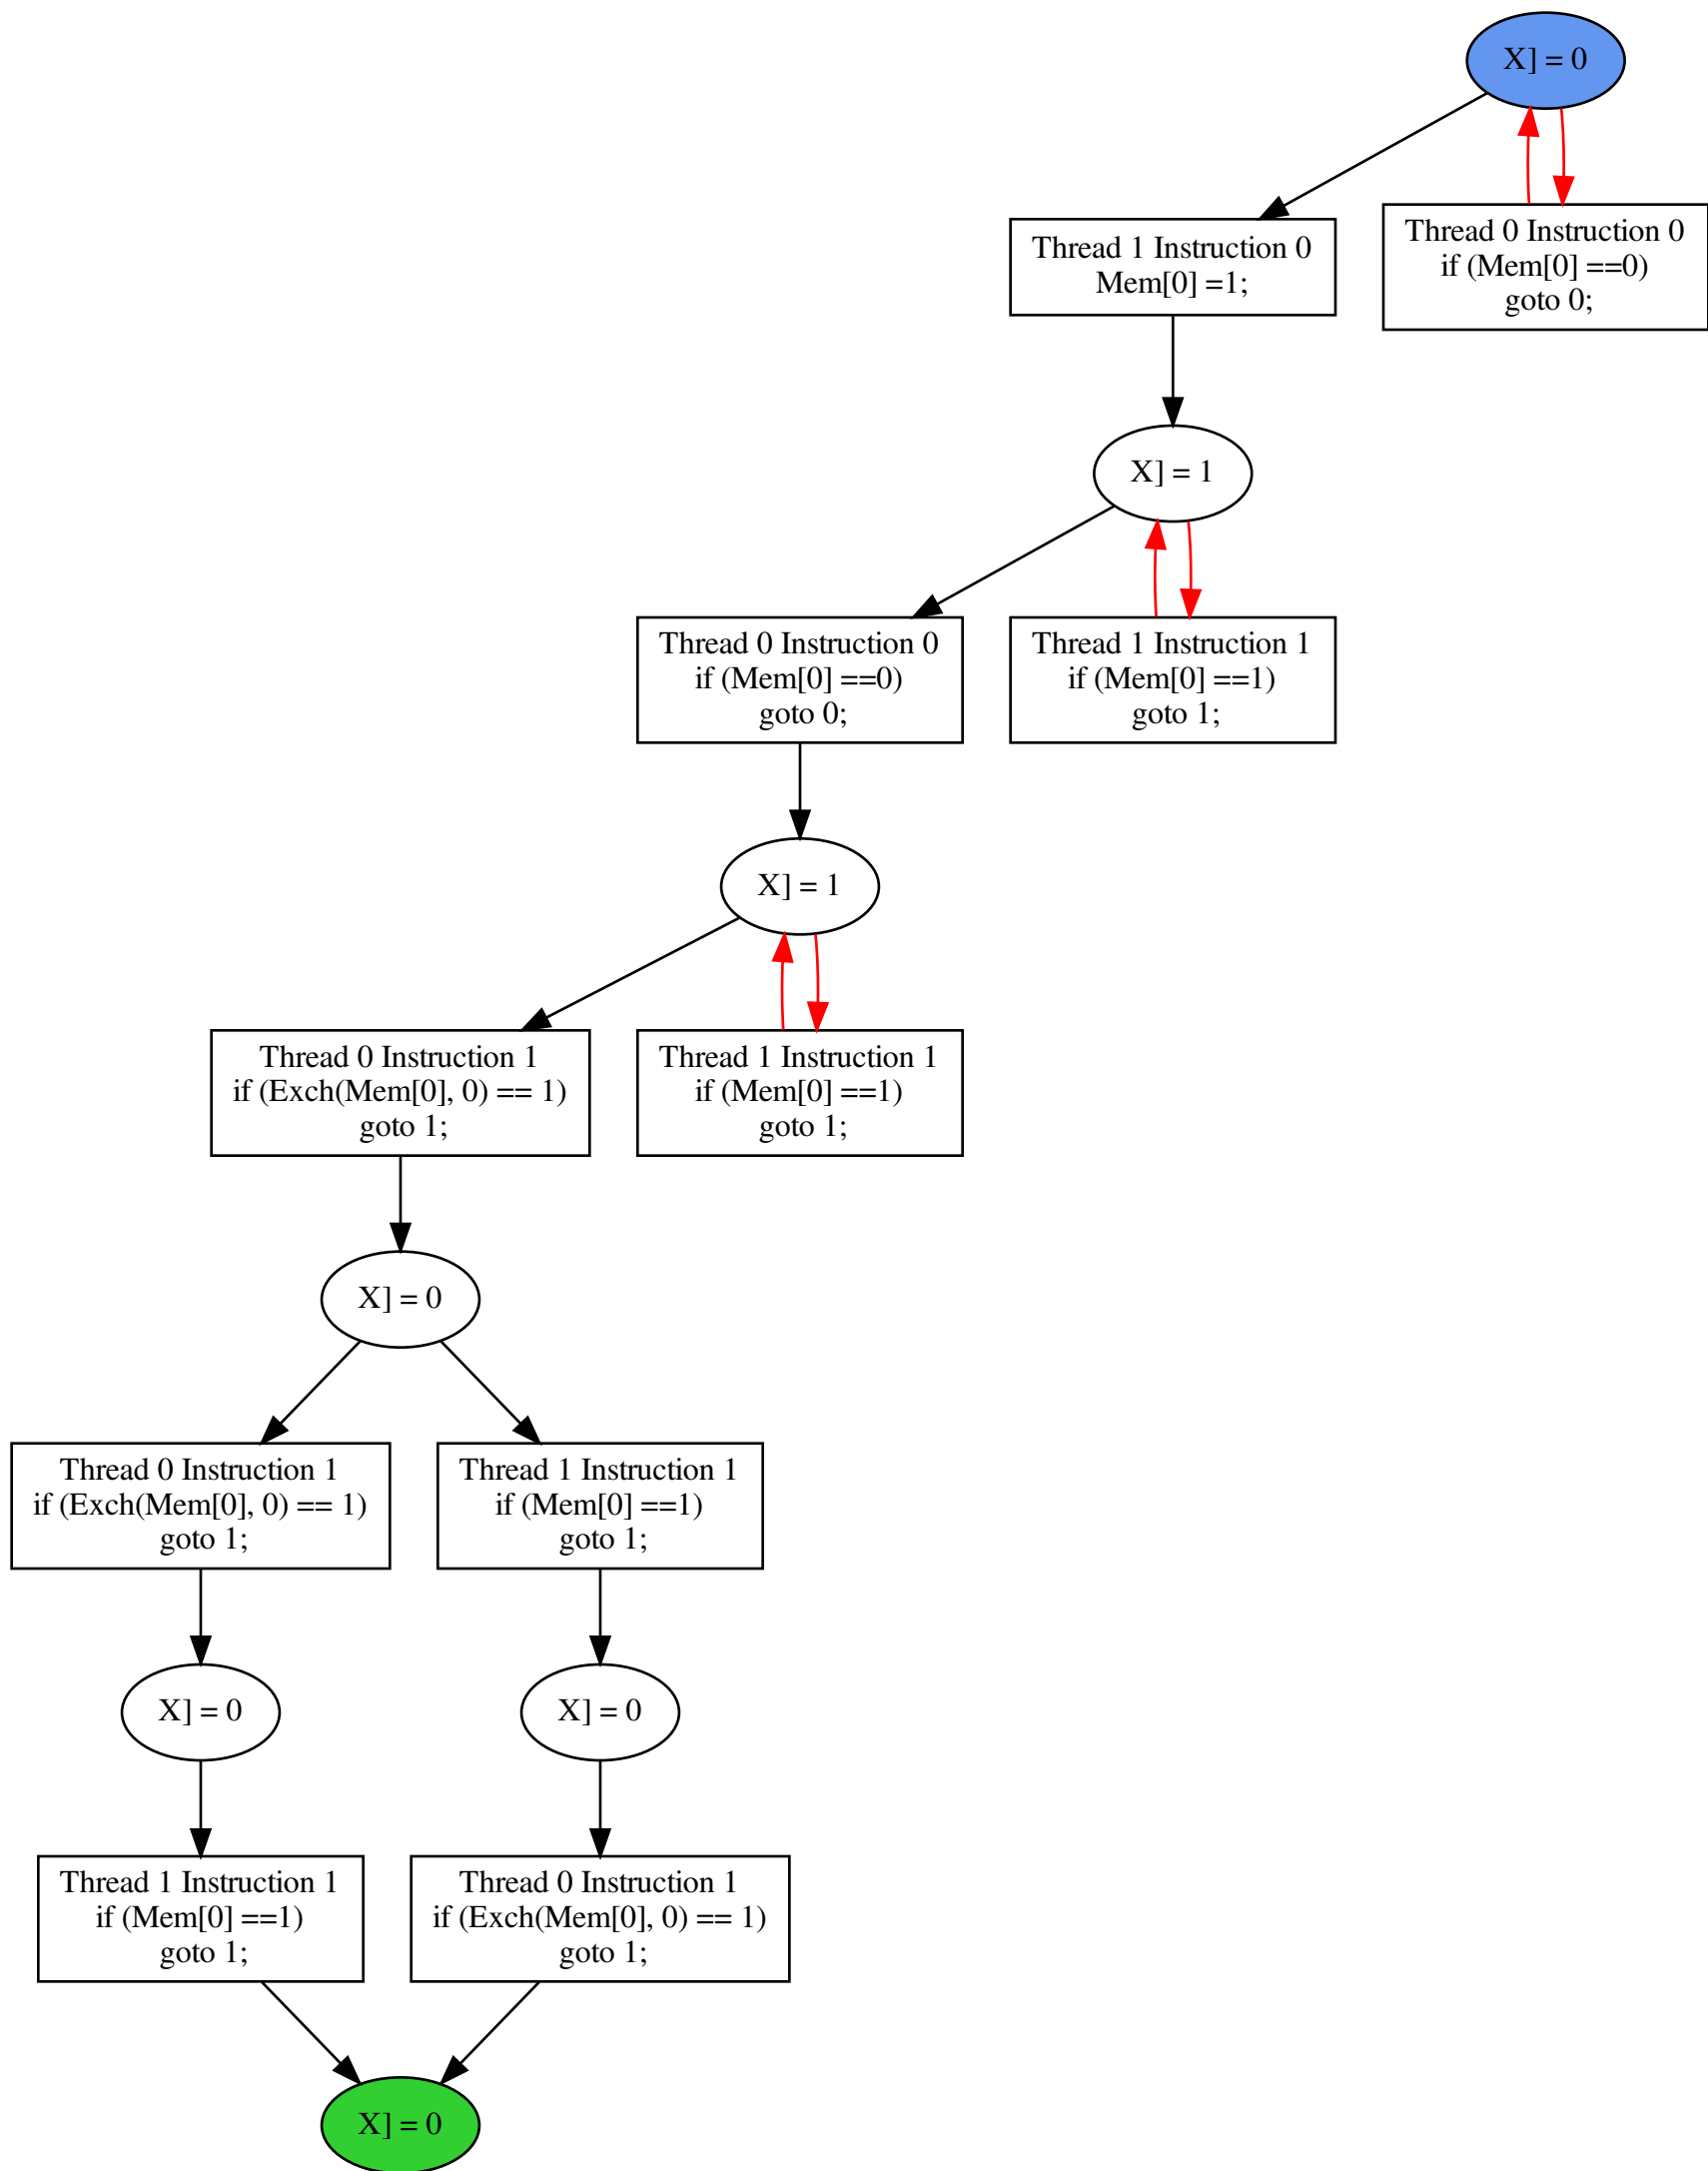 X] = 0
Thread 1 Instruction 0
Mem[0] =1;
Thread 0 Instruction 0
if (Mem[0] ==0)
goto 0;
X] = 1
Thread 0 Instruction 0
if (Mem[0] ==0)
goto 0;
Thread 1 Instruction 1
if (Mem[0] ==1)
goto 1;
X] = 1
Thread 0 Instruction 1
if (Exch(Mem[0], 0) == 1)
goto 1;
Thread 1 Instruction 1
if (Mem[0] ==1)
goto 1;
X] = 0
Thread 0 Instruction 1
if (Exch(Mem[0], 0) == 1)
goto 1;
Thread 1 Instruction 1
if (Mem[0] ==1)
goto 1;
X] = 0
X] = 0
Thread 1 Instruction 1
if (Mem[0] ==1)
goto 1;
Thread 0 Instruction 1
if (Exch(Mem[0], 0) == 1)
goto 1;
X] = 0